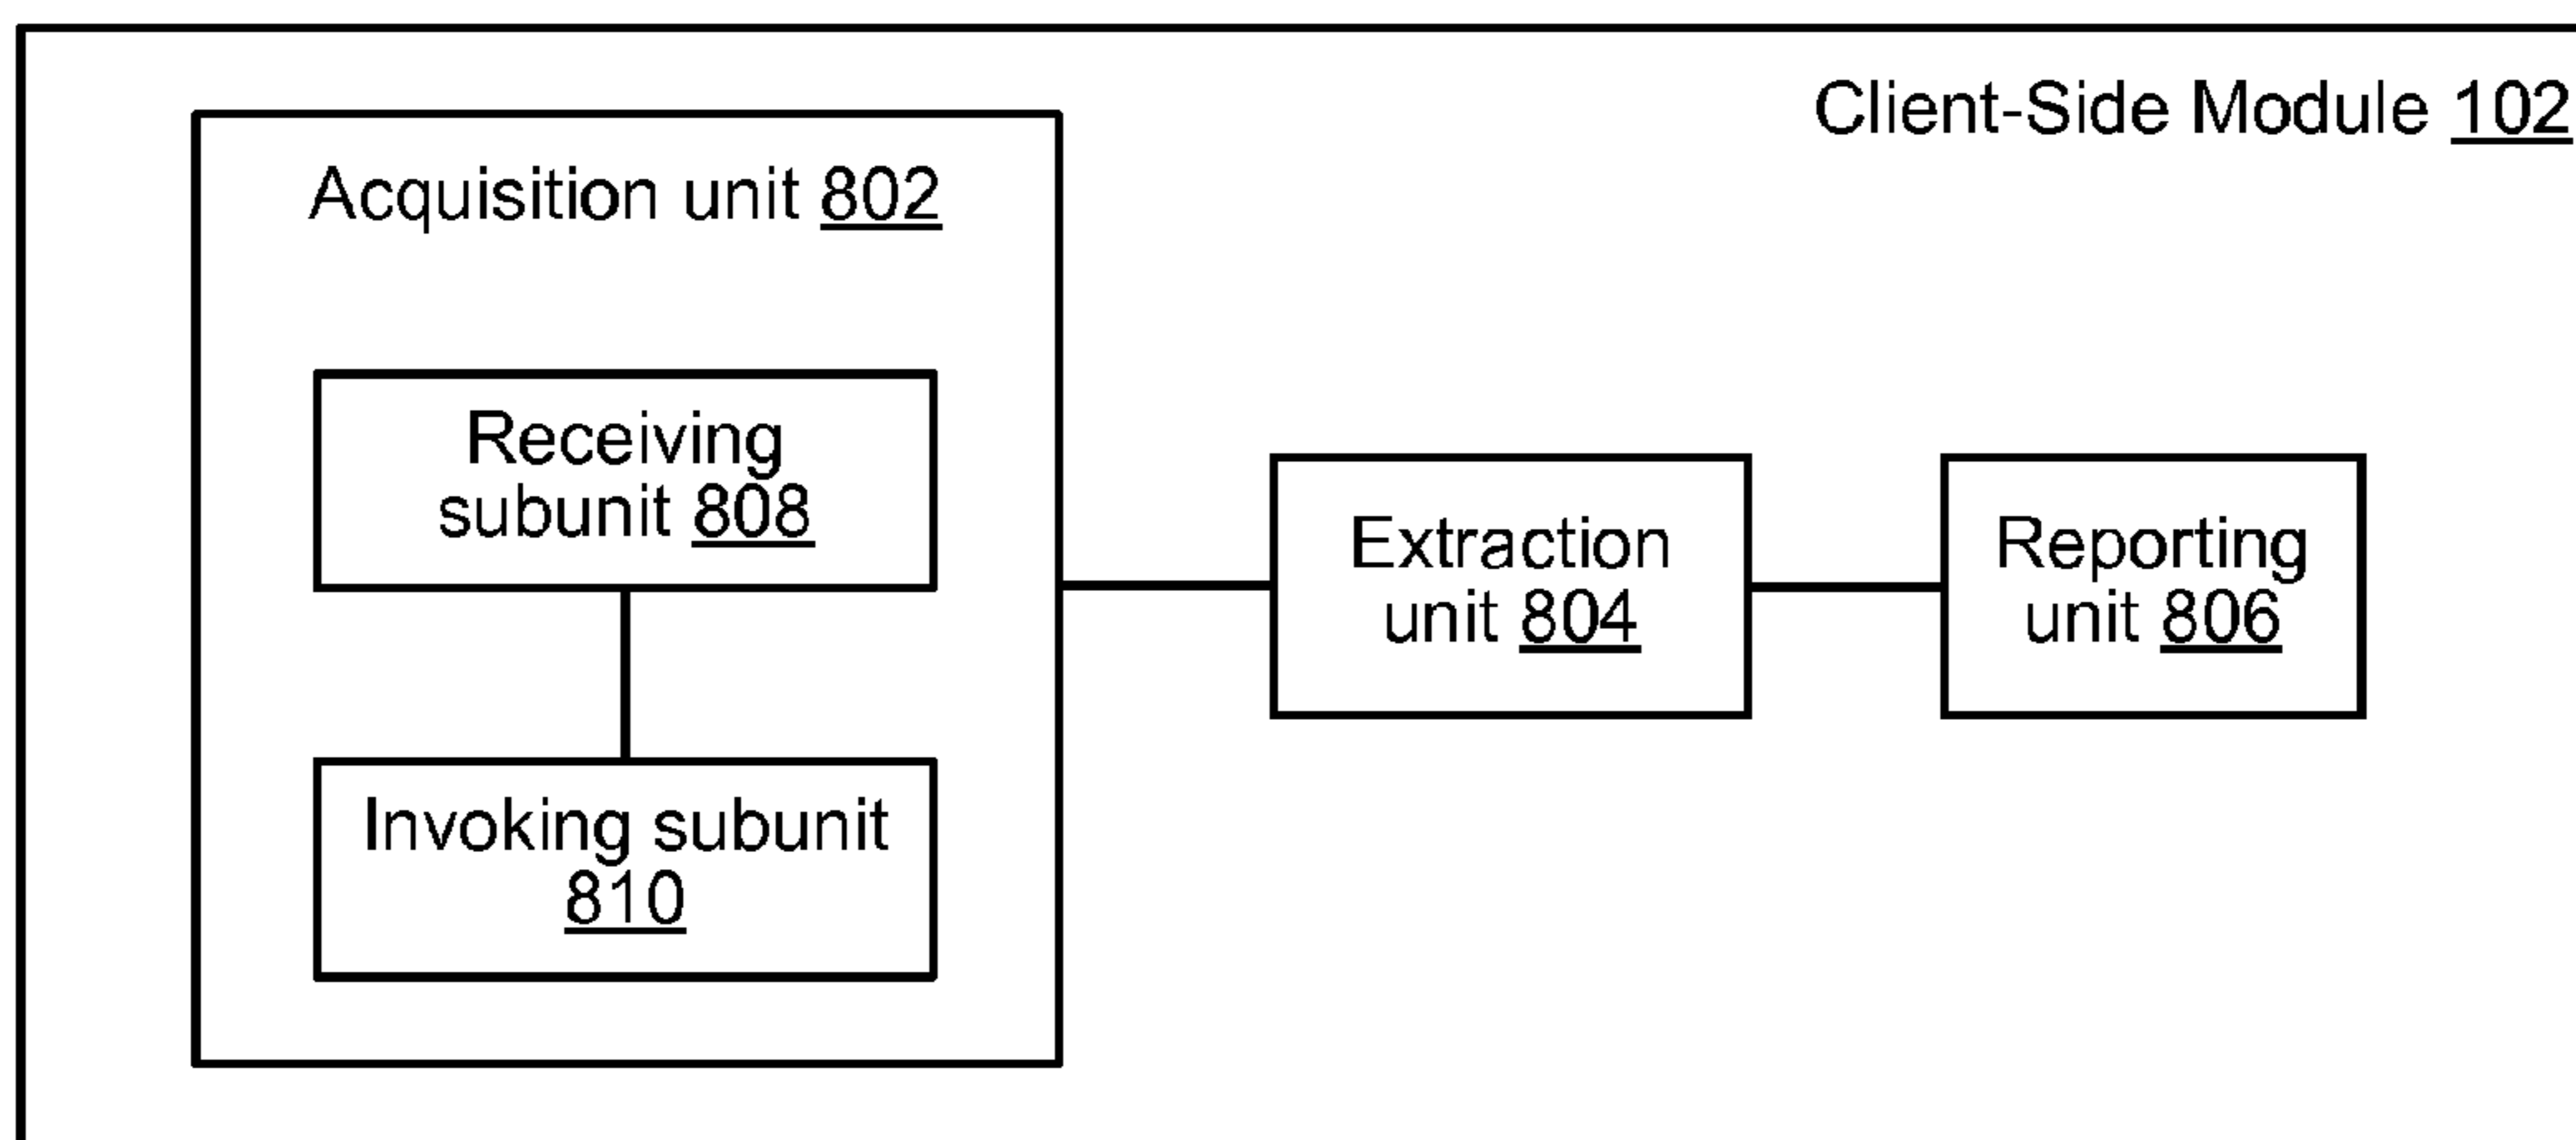 Client-Side Module 102
Acquisition unit 802
Receiving
subunit 808
Invoking subunit
810
Extraction
unit 804
Reporting
unit 806